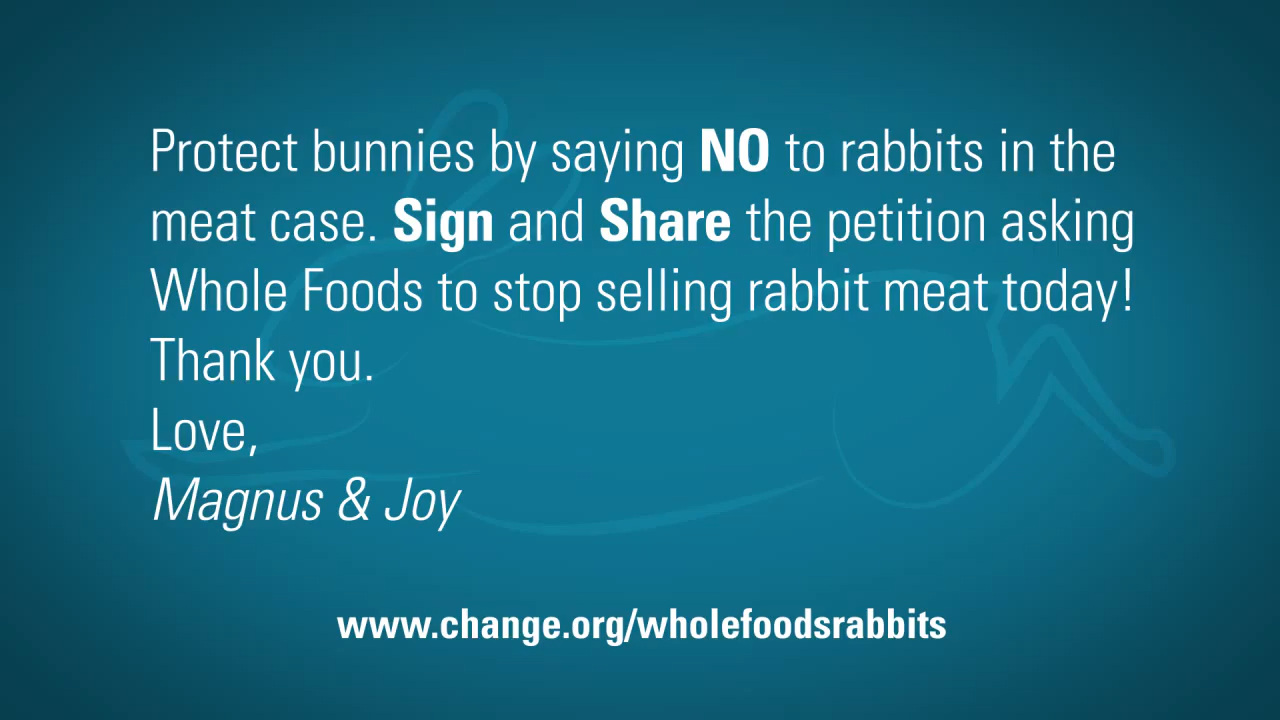 Protect bunnies by saying NO to rabbits in the
meat case. Sign and Share the petition asking
Whole Foods to stop selling rabbit meat today!
Thank you.
Love,
Magnus & Joy
www.change.org/wholefoodsrabbits